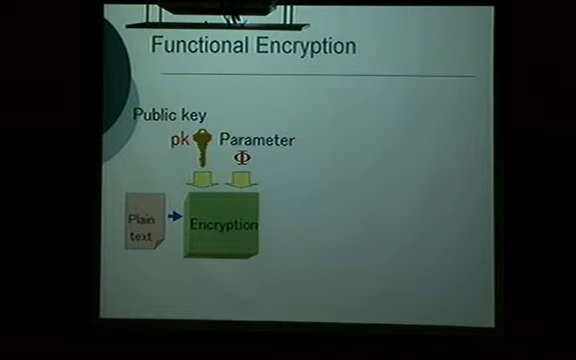 Functional Encryption
Public key
pk
Parameter
Φ
Plain
text
Encryption